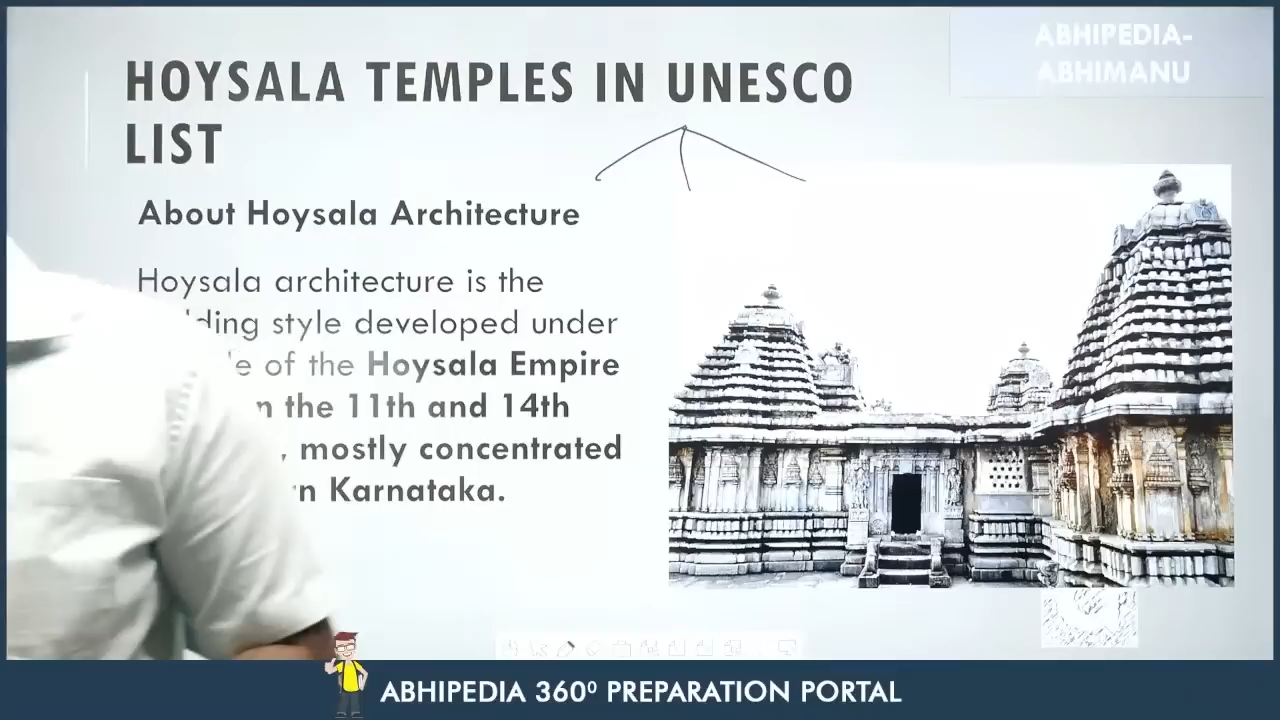 ABHIPEDIA-
ABHIMANU
HOYSALA TEMPLES IN UNESCO
LIST
About Hoysala Architecture
Hoysala architecture is the
style developed under
of the Hoysala Empire
the 11th and 14th
, mostly concentrated
Karnataka.
ABHIPEDIA 360⁰ PREPARATION PORTAL